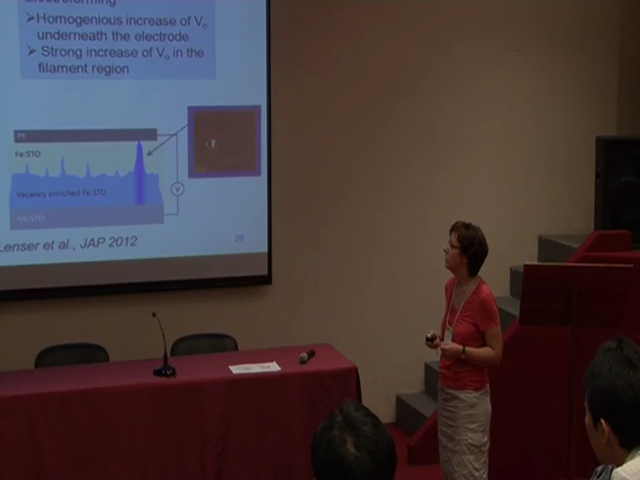 electroforming
➢Homogenious increase of Vo
underneath the electrode
➢ Strong increase of Vo in the
filament region
Pt
Fe:STO
Vacancy enriched Fe:STO
V
Nb:STO
Lenser et al., JAP 2012
28